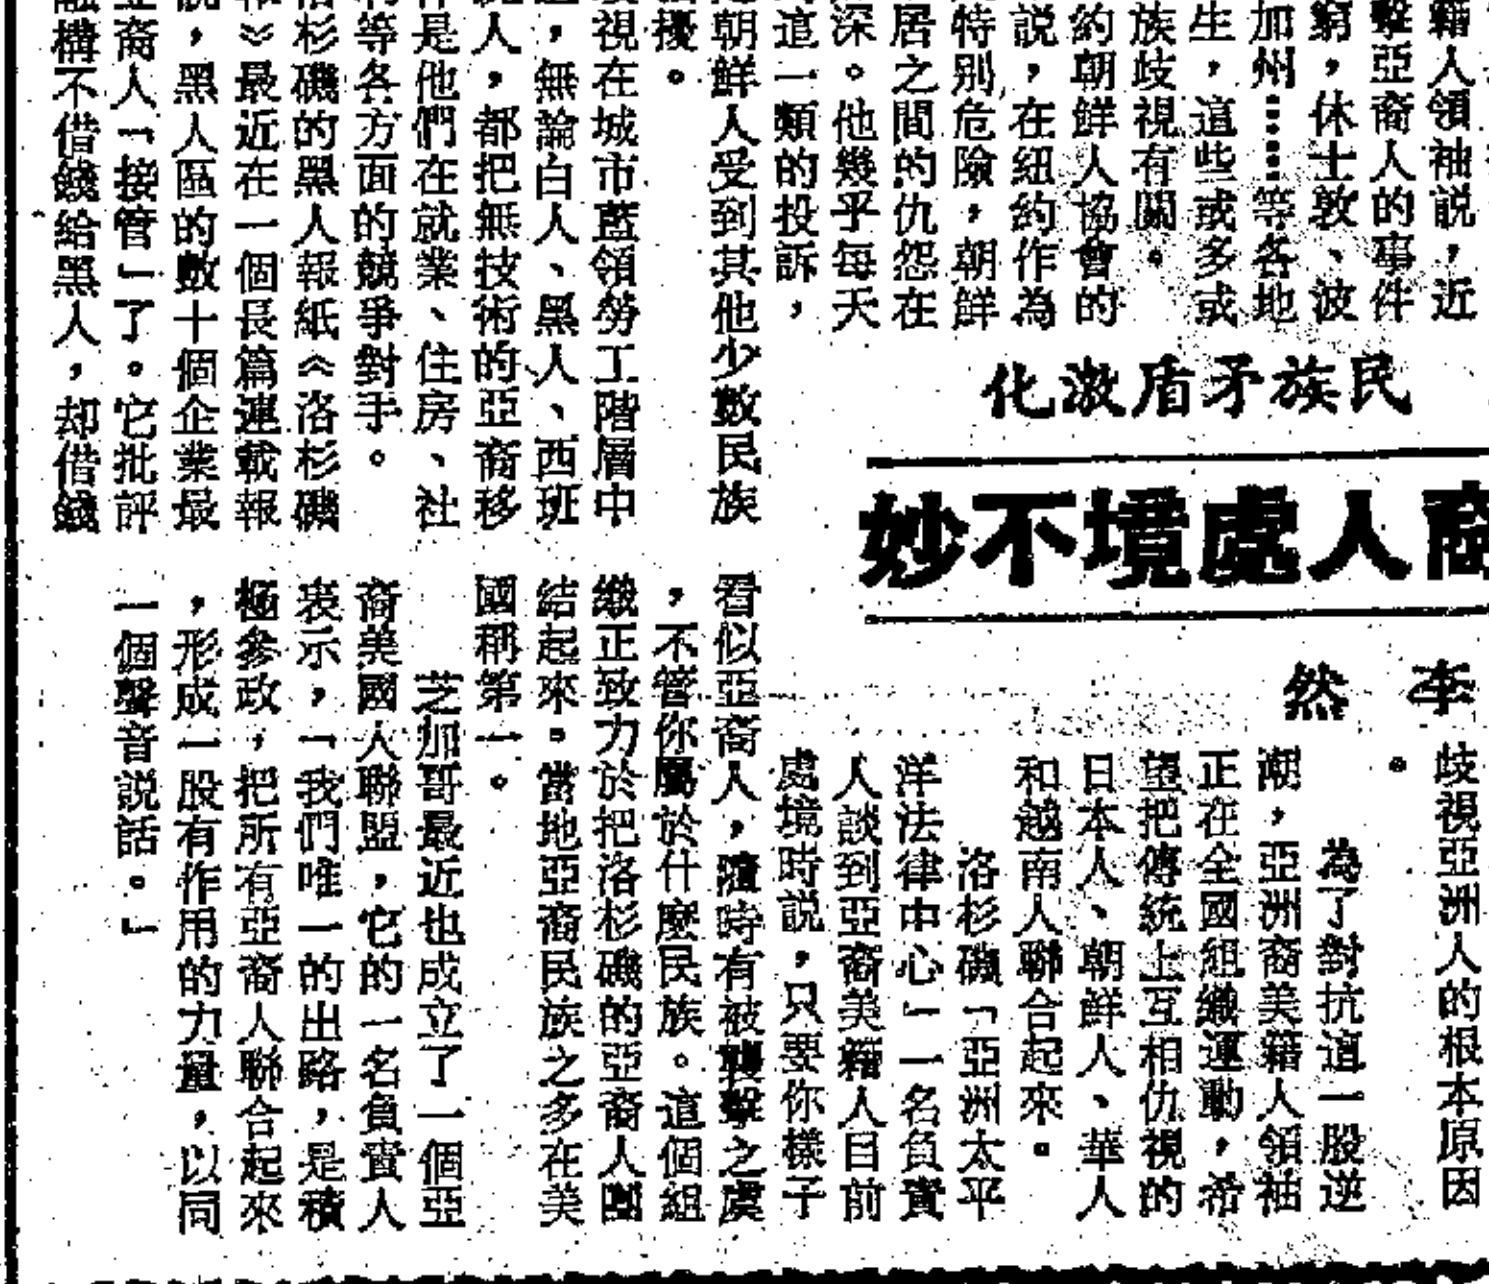 籍人領袖説，近
擊亞裔人的事件
窮，休士敦、波
加州……等各地
生，這些或多或
族歧視有關。
約朝鮮人協會的
説，在紐約作為
特别危險，朝鮮
居之間的仇怨在
深。他幾乎每天
這一類的投訴，
民族矛盾激化
裔人處境不妙
李然
歧視亞洲人的根本原因
。
為了對抗這一股逆
潮，亞洲裔美籍人領袖
正在全國組織運動，希
望把傳統上互相仇視的
日本人、朝鮮人、華人
和越南人聯合起來。
洛杉磯「亞洲太平
洋法律中心」一名負責
人談到亞裔美籍人目前
處境時説，只要你樣子
朝鮮人受到其他少數民族
擾。
視在城市藍領勞工階層中
，無論白人、黑人、西班
人，都把無技術的亞裔移
是他們在就業、住房、社
等各方面的競爭對手。
洛杉磯的黑人報紙《洛杉磯
》最近在一個長篇連載報
，黑人區的數十個企業最
裔人「接管」了。它批評
構不借錢給黑人，却借錢
看似亞裔人，隨時有被襲擊之虞
，不管你屬於什麼民族。這個組
織正致力於把洛杉磯的亞裔人團
結起來。當地亞裔民族之多在美
國稱第一。
芝加哥最近也成立了一個亞
裔美國人聯盟，它的一名負責人
表示，「我們唯一的出路，是積
極參政，把所有亞裔人聯合起來
，形成一股有作用的力量，以同
一個聲音説話。」